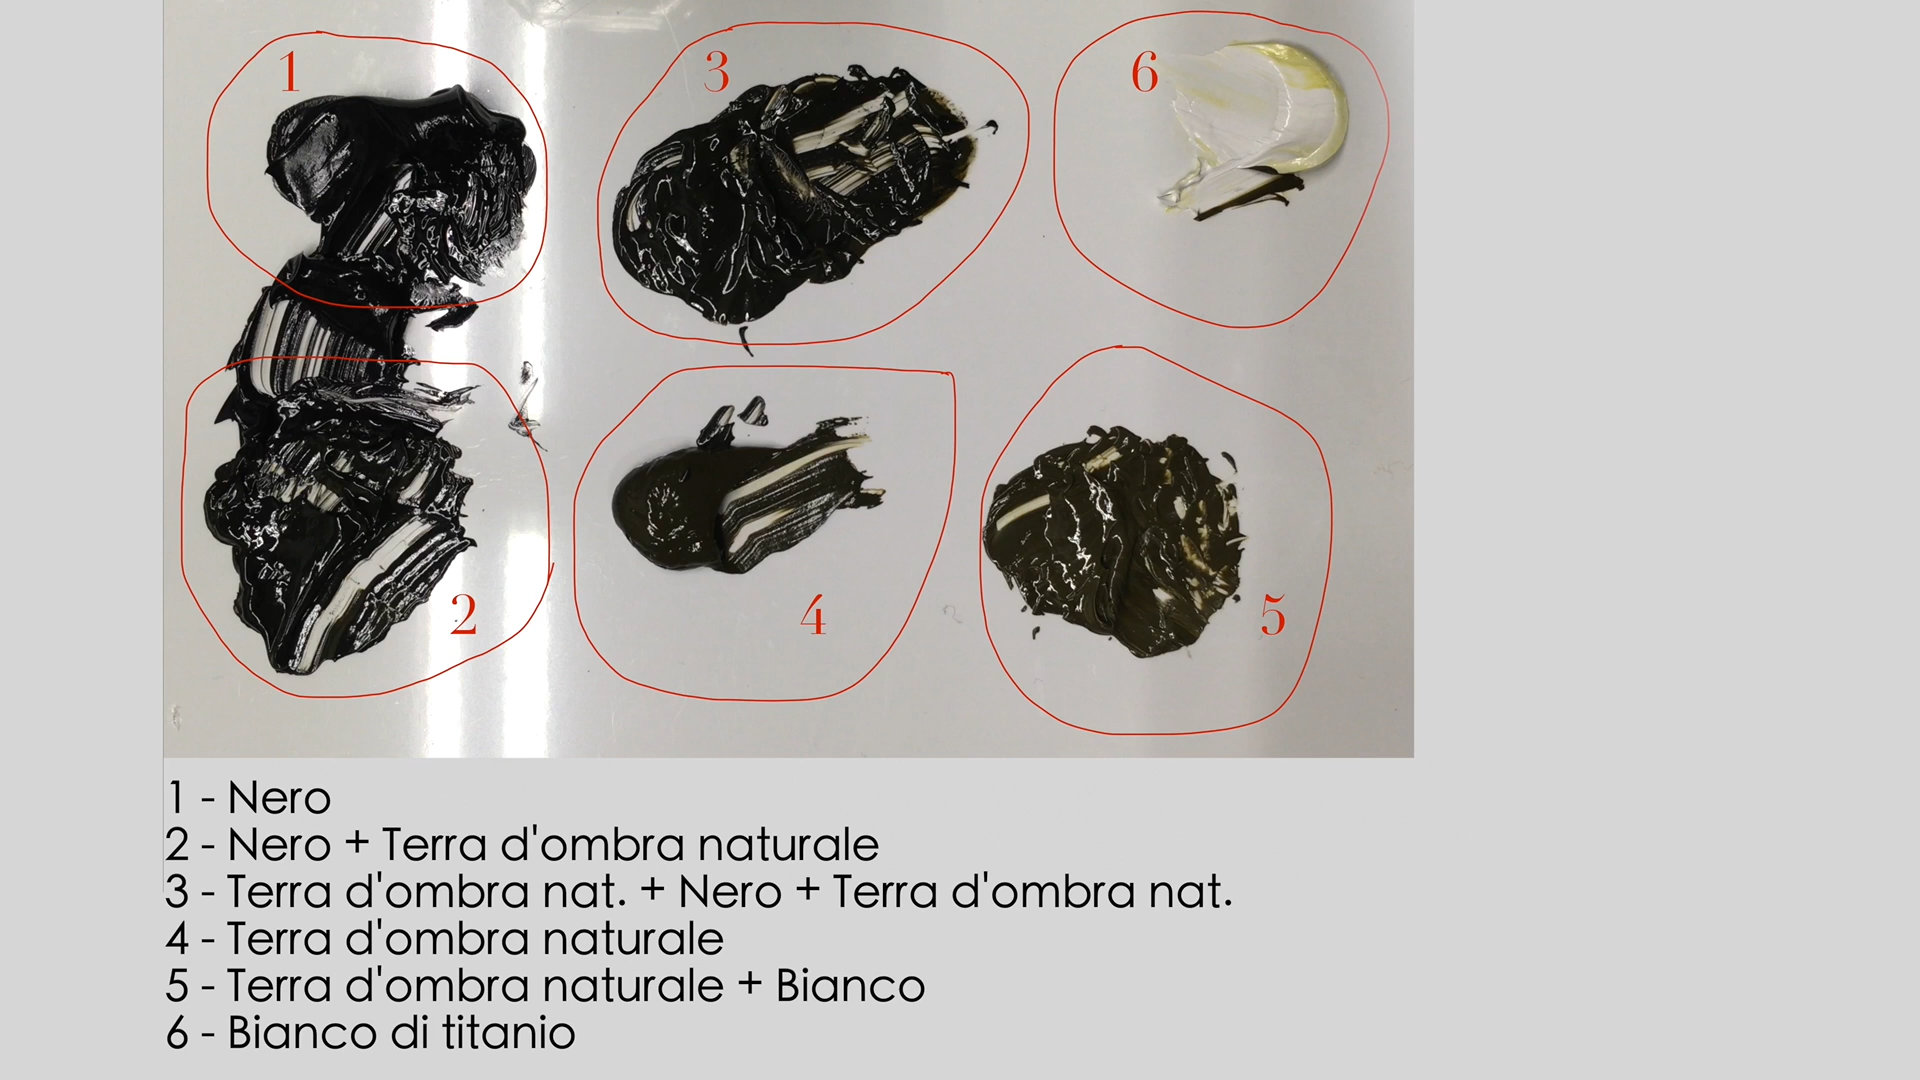 1
3
6
2
4
5
1 - Nero
2 - Nero + Terra d'ombra naturale
3 - Terra d'ombra nat. + Nero + Terra d'ombra nat.
4 - Terra d'ombra naturale
5 - Terra d'ombra naturale + Bianco
6 - Bianco di titanio